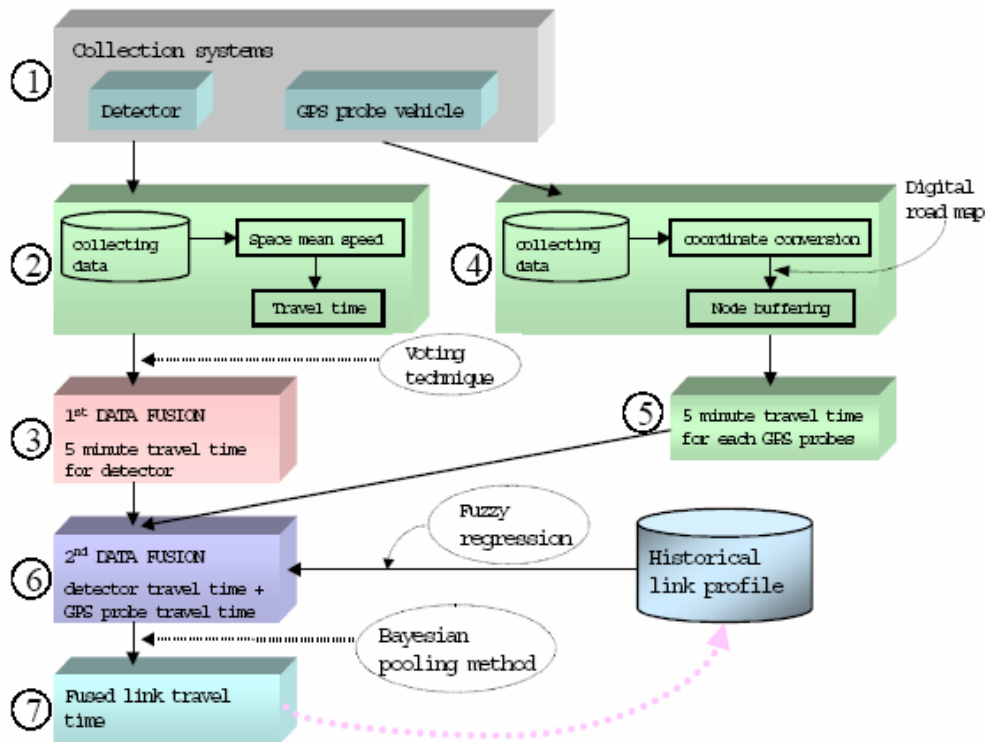 Collection systems
1
Detector
GPS probe vehicle
Digital
road map
2
collecting
data
Space mean speed
Travel time
4
collecting
data
coordinate conversion
Node buffering
Voting
technique
3
1st DATA FUSION
5 minute travel time
for detector
5
5 minute travel time
for each GPS probes
Fuzzy
regression
6
2nd DATA FUSION
detector travel time +
GPS probe travel time
Historical
link profile
Bayesian
pooling method
7
Fused link travel
time